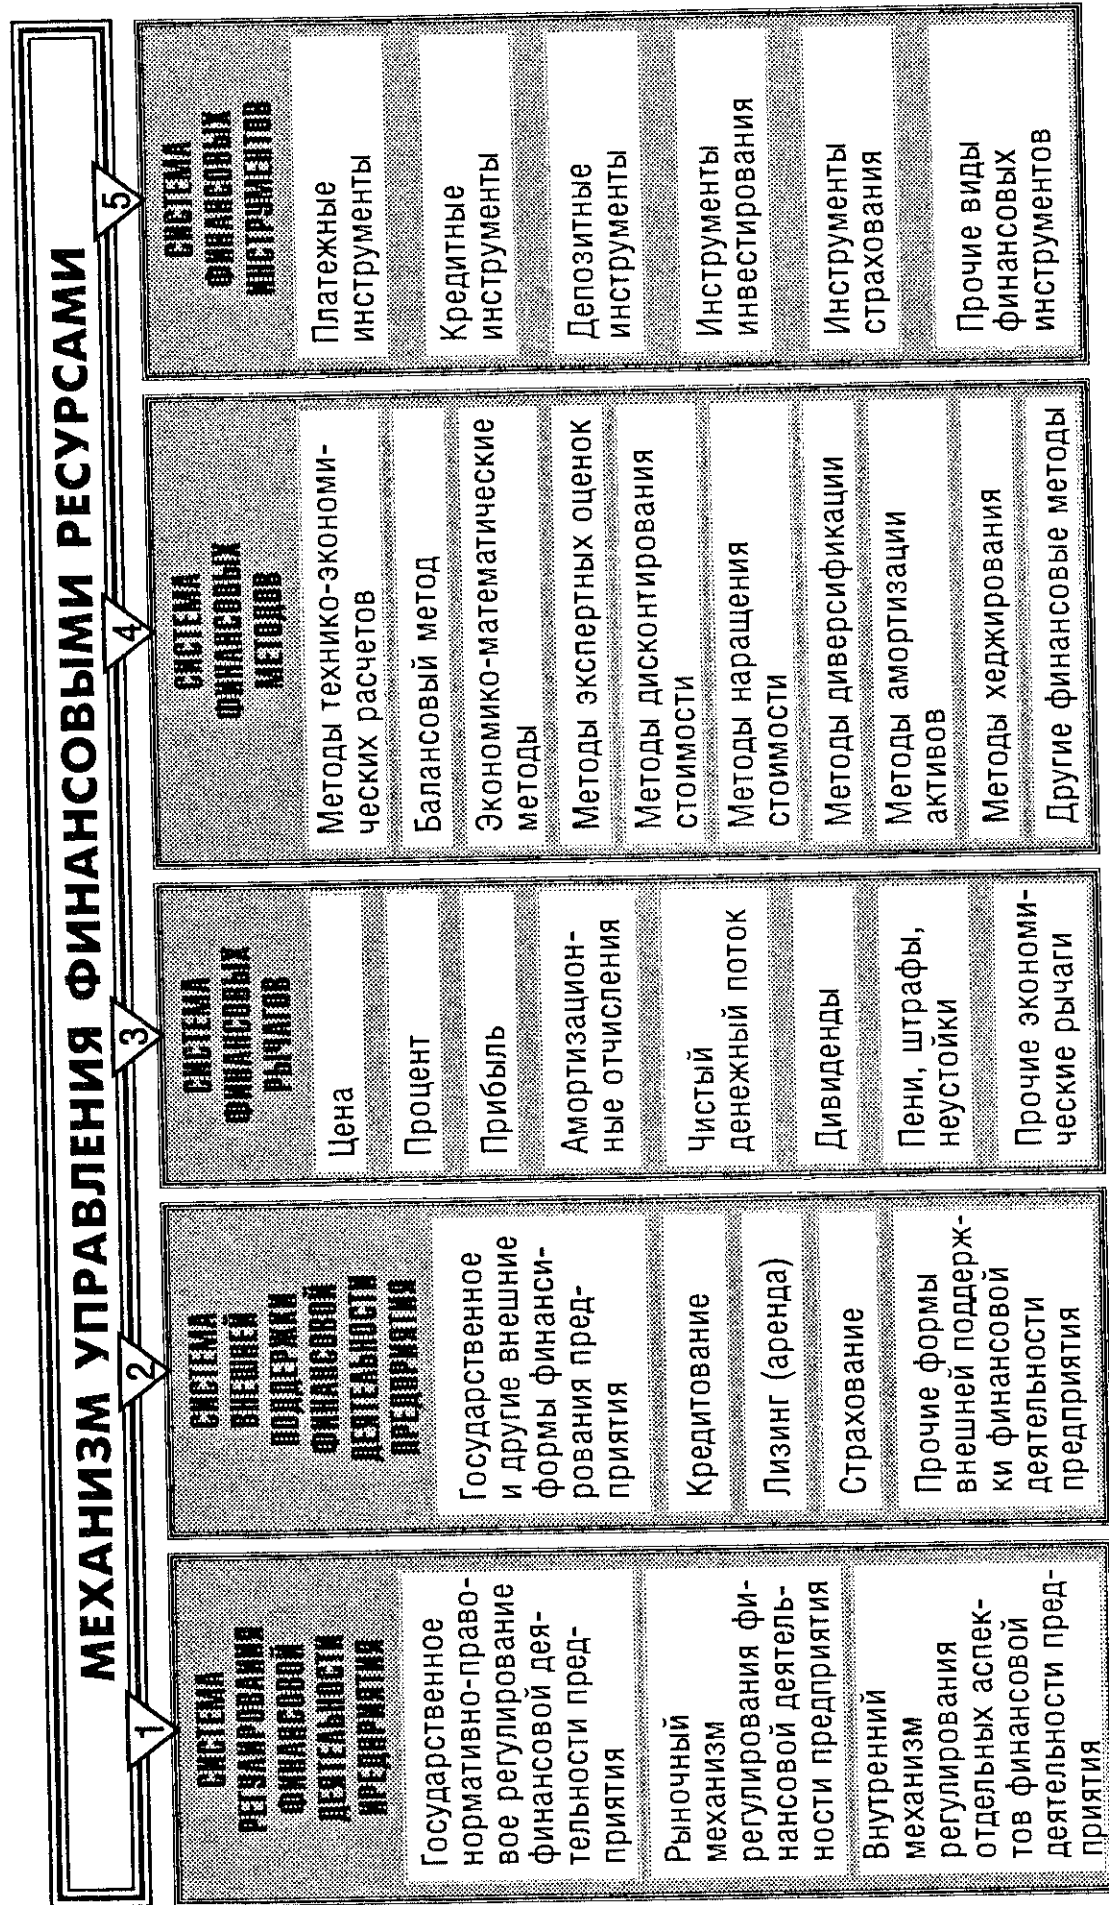 МЕХАНИЗМ УПРАВЛЕНИЯ ФИНАНСОВЫМИ РЕСУРСАМИ
1
СИСТЕМА
РЕГУЛИРОВАНИЯ
ФИНАНСОВОЙ
ДЕЯТЕЛЬНОСТИ
ПРЕДПРИЯТИЯ
Государственное
нормативно-право-
вое регулирование
финансовой дея-
тельности пред-
приятия
Рыночный
механизм
регулирования фи-
нансовой деятель-
ности предприятия
Внутренний
механизм
регулирования
отдельных аспек-
тов финансовой
деятельности пред-
приятия
2
СИСТЕМА
ВНЕШНЕЙ
ПОДДЕРЖКИ
ФИНАНСОВОЙ
ДЕЯТЕЛЬНОСТИ
ПРЕДПРИЯТИЯ
Государственное
и другие внешние
формы финанси-
рования пред-
приятия
Кредитование
Лизинг (аренда)
Страхование
Прочие формы
внешней поддерж-
ки финансовой
деятельности
предприятия
3
СИСТЕМА
ФИНАНСОВЫХ
РЫЧАГОВ
Цена
Процент
Прибыль
Амортизацион-
ные отчисления
Чистый
денежный поток
Дивиденды
Пени, штрафы,
неустойки
Прочие экономи-
ческие рычаги
4
СИСТЕМА
ФИНАНСОВЫХ
МЕТОДОВ
Методы технико-экономи-
ческих расчетов
Балансовый метод
Экономико-математические
методы
Методы экспертных оценок
Методы дисконтирования
стоимости
Методы наращения
стоимости
Методы диверсификации
Методы амортизации
активов
Методы хеджирования
Другие финансовые методы
5
СИСТЕМА
ФИНАНСОВЫХ
ИНСТРУМЕНТОВ
Платежные
инструменты
Кредитные
инструменты
Депозитные
инструменты
Инструменты
инвестирования
Инструменты
страхования
Прочие виды
финансовых
инструментов